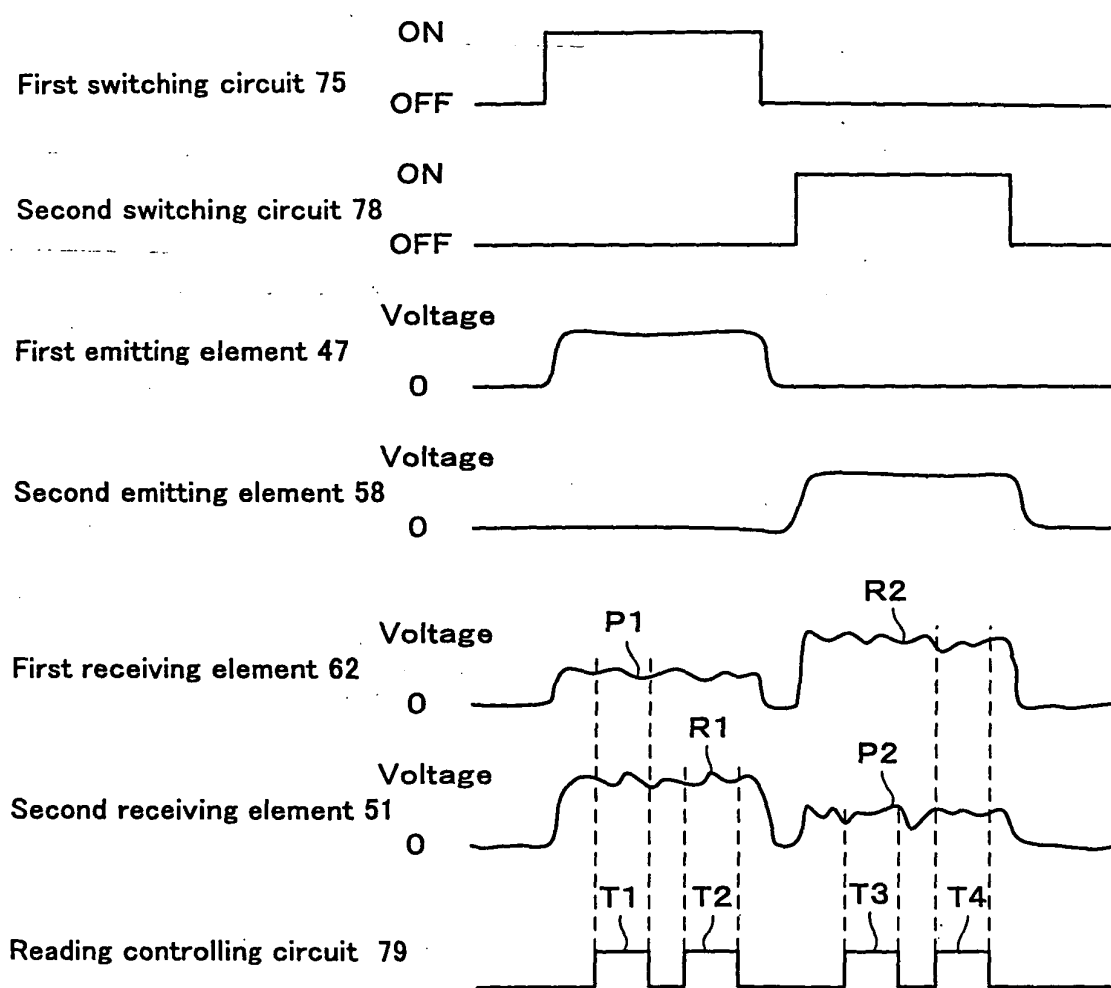 ON
First switching circuit 75
OFF
ON
Second switching circuit 78
OFF
Voltage
First emitting element 47
0
Voltage
Second emitting element 58
0
P1
R2
Voltage
First receiving element 62
0
R1
P2
Voltage
Second receiving element 51
0
T1 T2 T3 T4
Reading controlling circuit 79